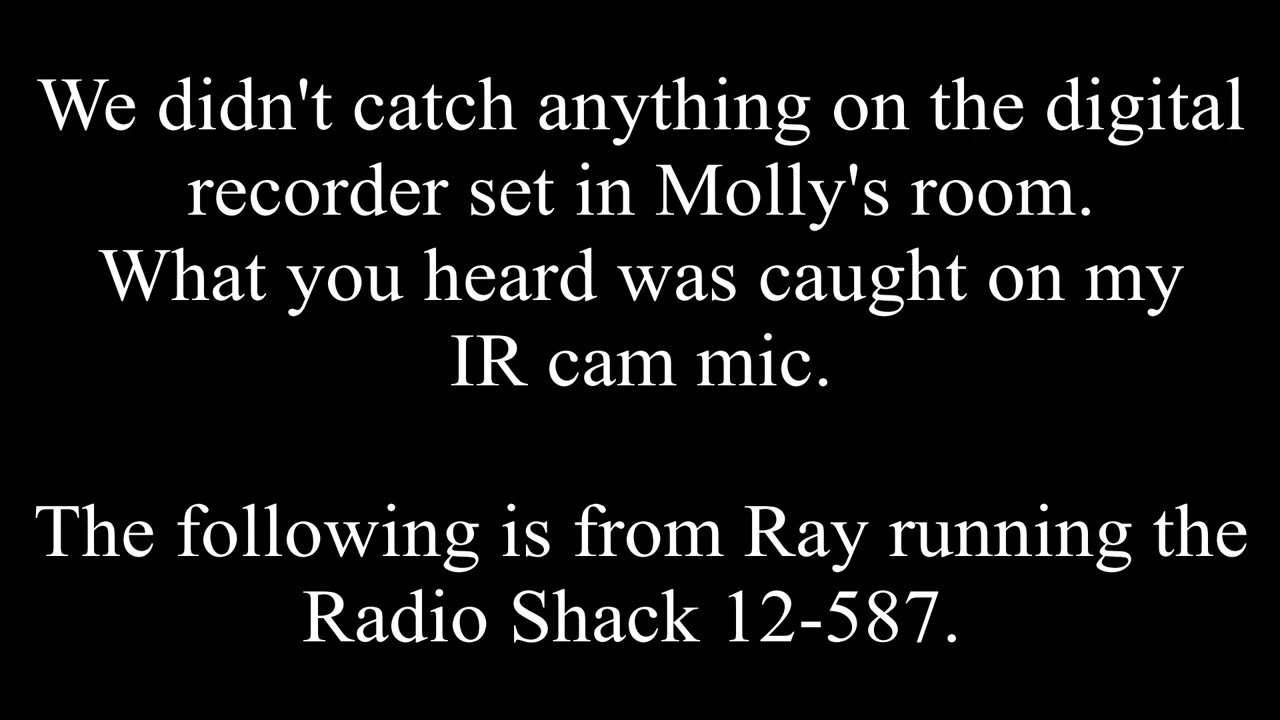 We didn't catch anything on the digital
recorder set in Molly's room.
What you heard was caught on my
IR cam mic.
The following is from Ray running the
Radio Shack 12-587.